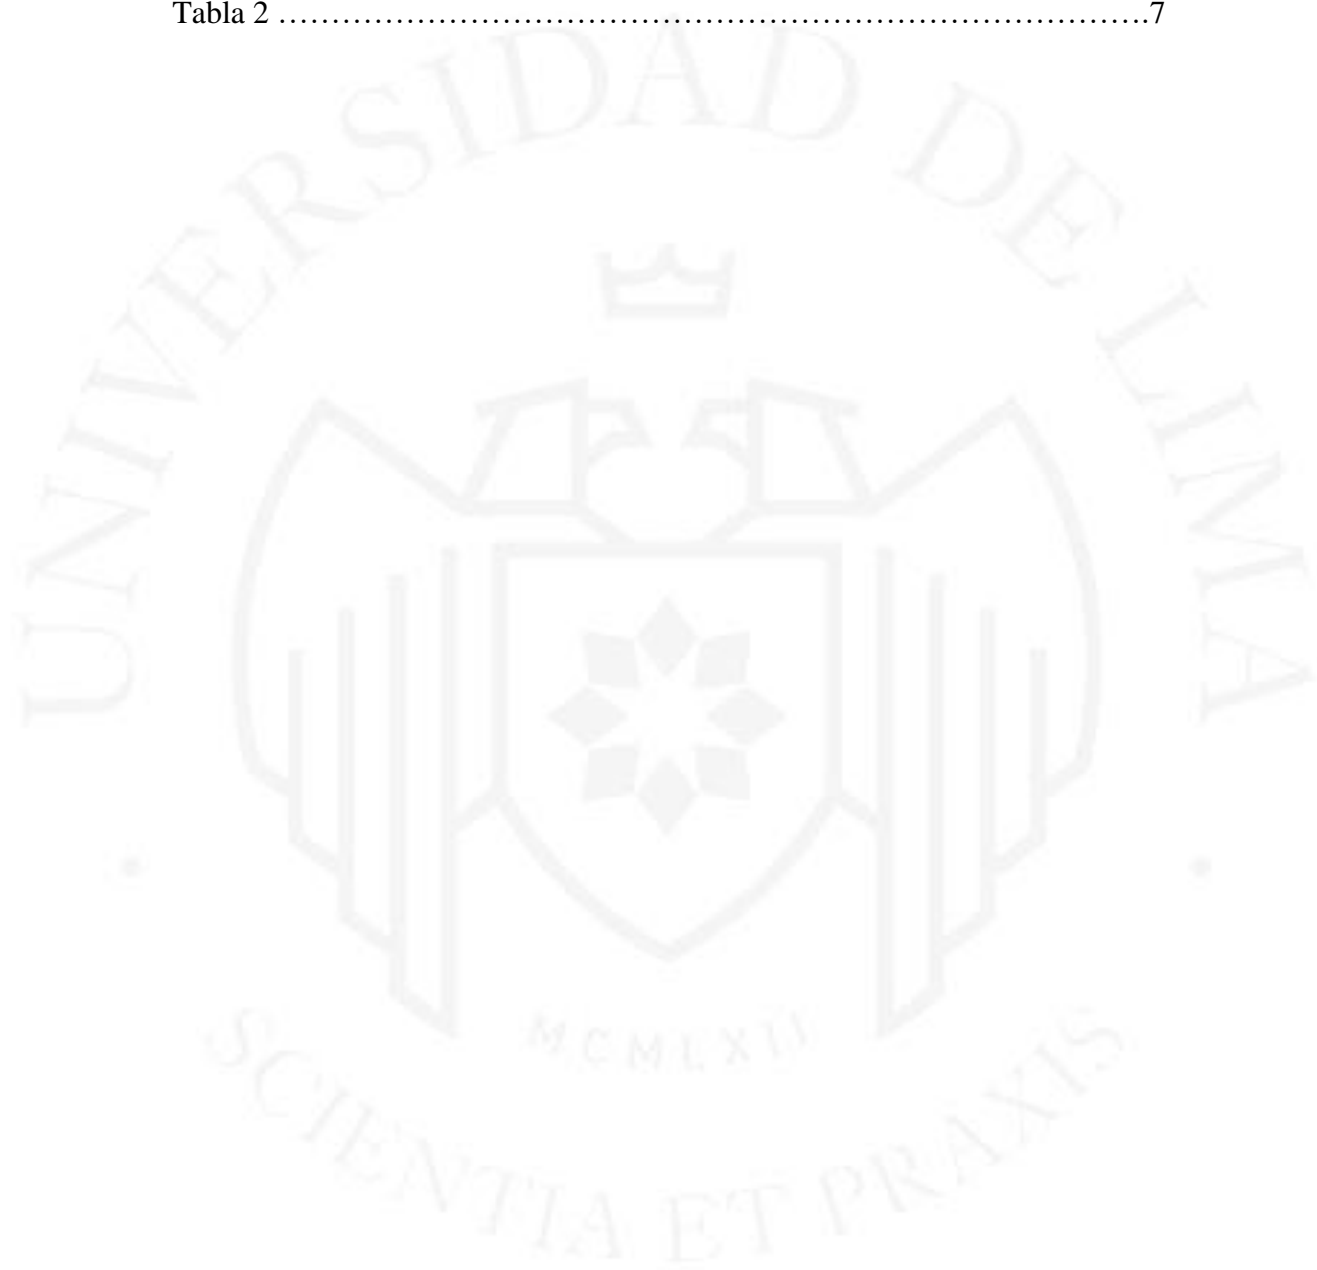 Tabla 2 ……………………………………………………………………….7
UNIVERSIDAD DE LIMA
MCMLXII
SCIENTIA ET PRAXIS